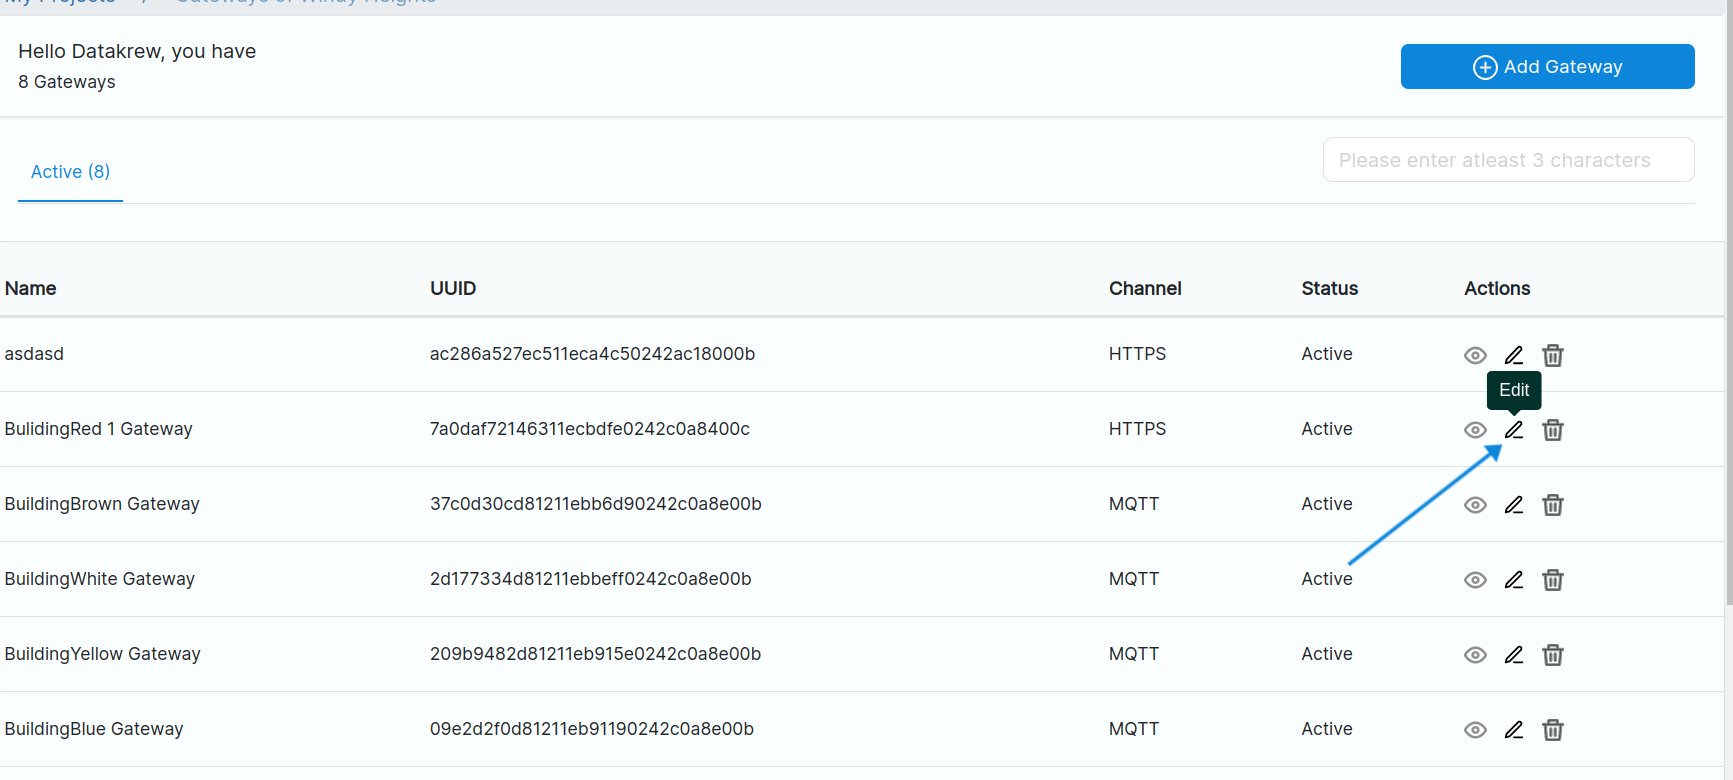 My Projects / Gateways of Windy Heights
Hello Datakrew, you have
8 Gateways
Add Gateway
Active (8)
Please enter atleast 3 characters
Name UUID Channel Status Actions
asdasd ac286a527ec511eca4c50242ac18000b HTTPS Active
Edit
BulidingRed 1 Gateway 7a0daf72146311ecbdfe0242c0a8400c HTTPS Active
BuildingBrown Gateway 37c0d30cd81211ebb6d90242c0a8e00b MQTT Active
BuildingWhite Gateway 2d177334d81211ebbeff0242c0a8e00b MQTT Active
BuildingYellow Gateway 209b9482d81211eb915e0242c0a8e00b MQTT Active
BuildingBlue Gateway 09e2d2f0d81211eb91190242c0a8e00b MQTT Active